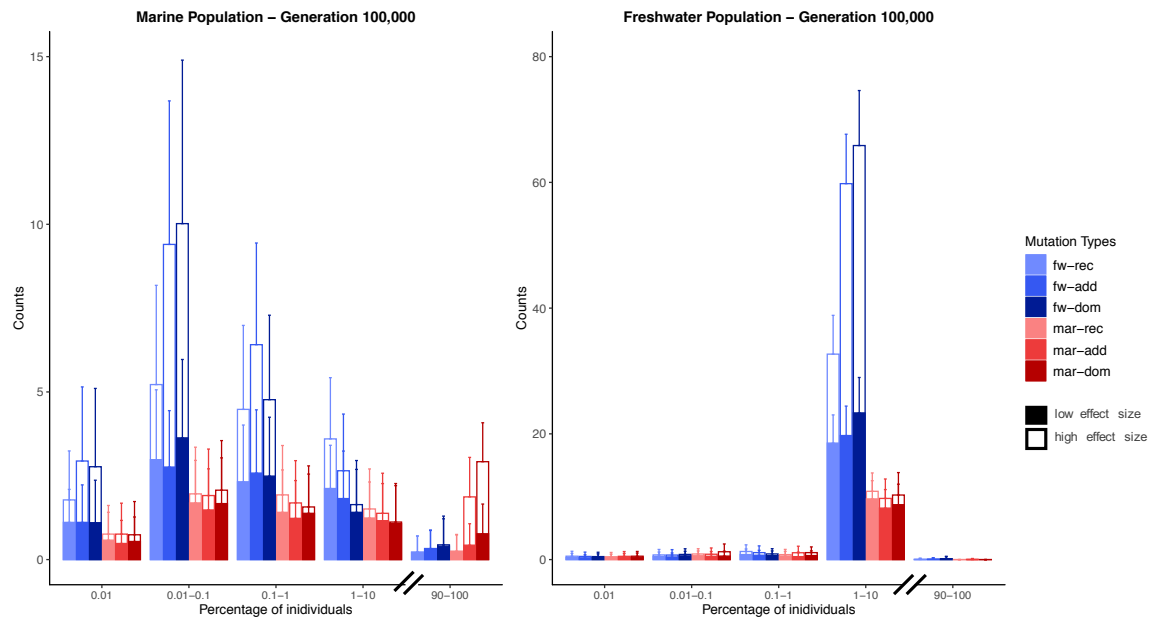 Marine Population – Generation 100,000
15
10
5
0
Counts
0.01
0.01–0.1
0.1–1
1–10
90–100
Percentage of inidividuals
Freshwater Population – Generation 100,000
80
60
40
20
0
Counts
0.01
0.01–0.1
0.1–1
1–10
90–100
Percentage of inidividuals
Mutation Types
fw–rec
fw–add
fw–dom
mar–rec
mar–add
mar–dom
low effect size
high effect size